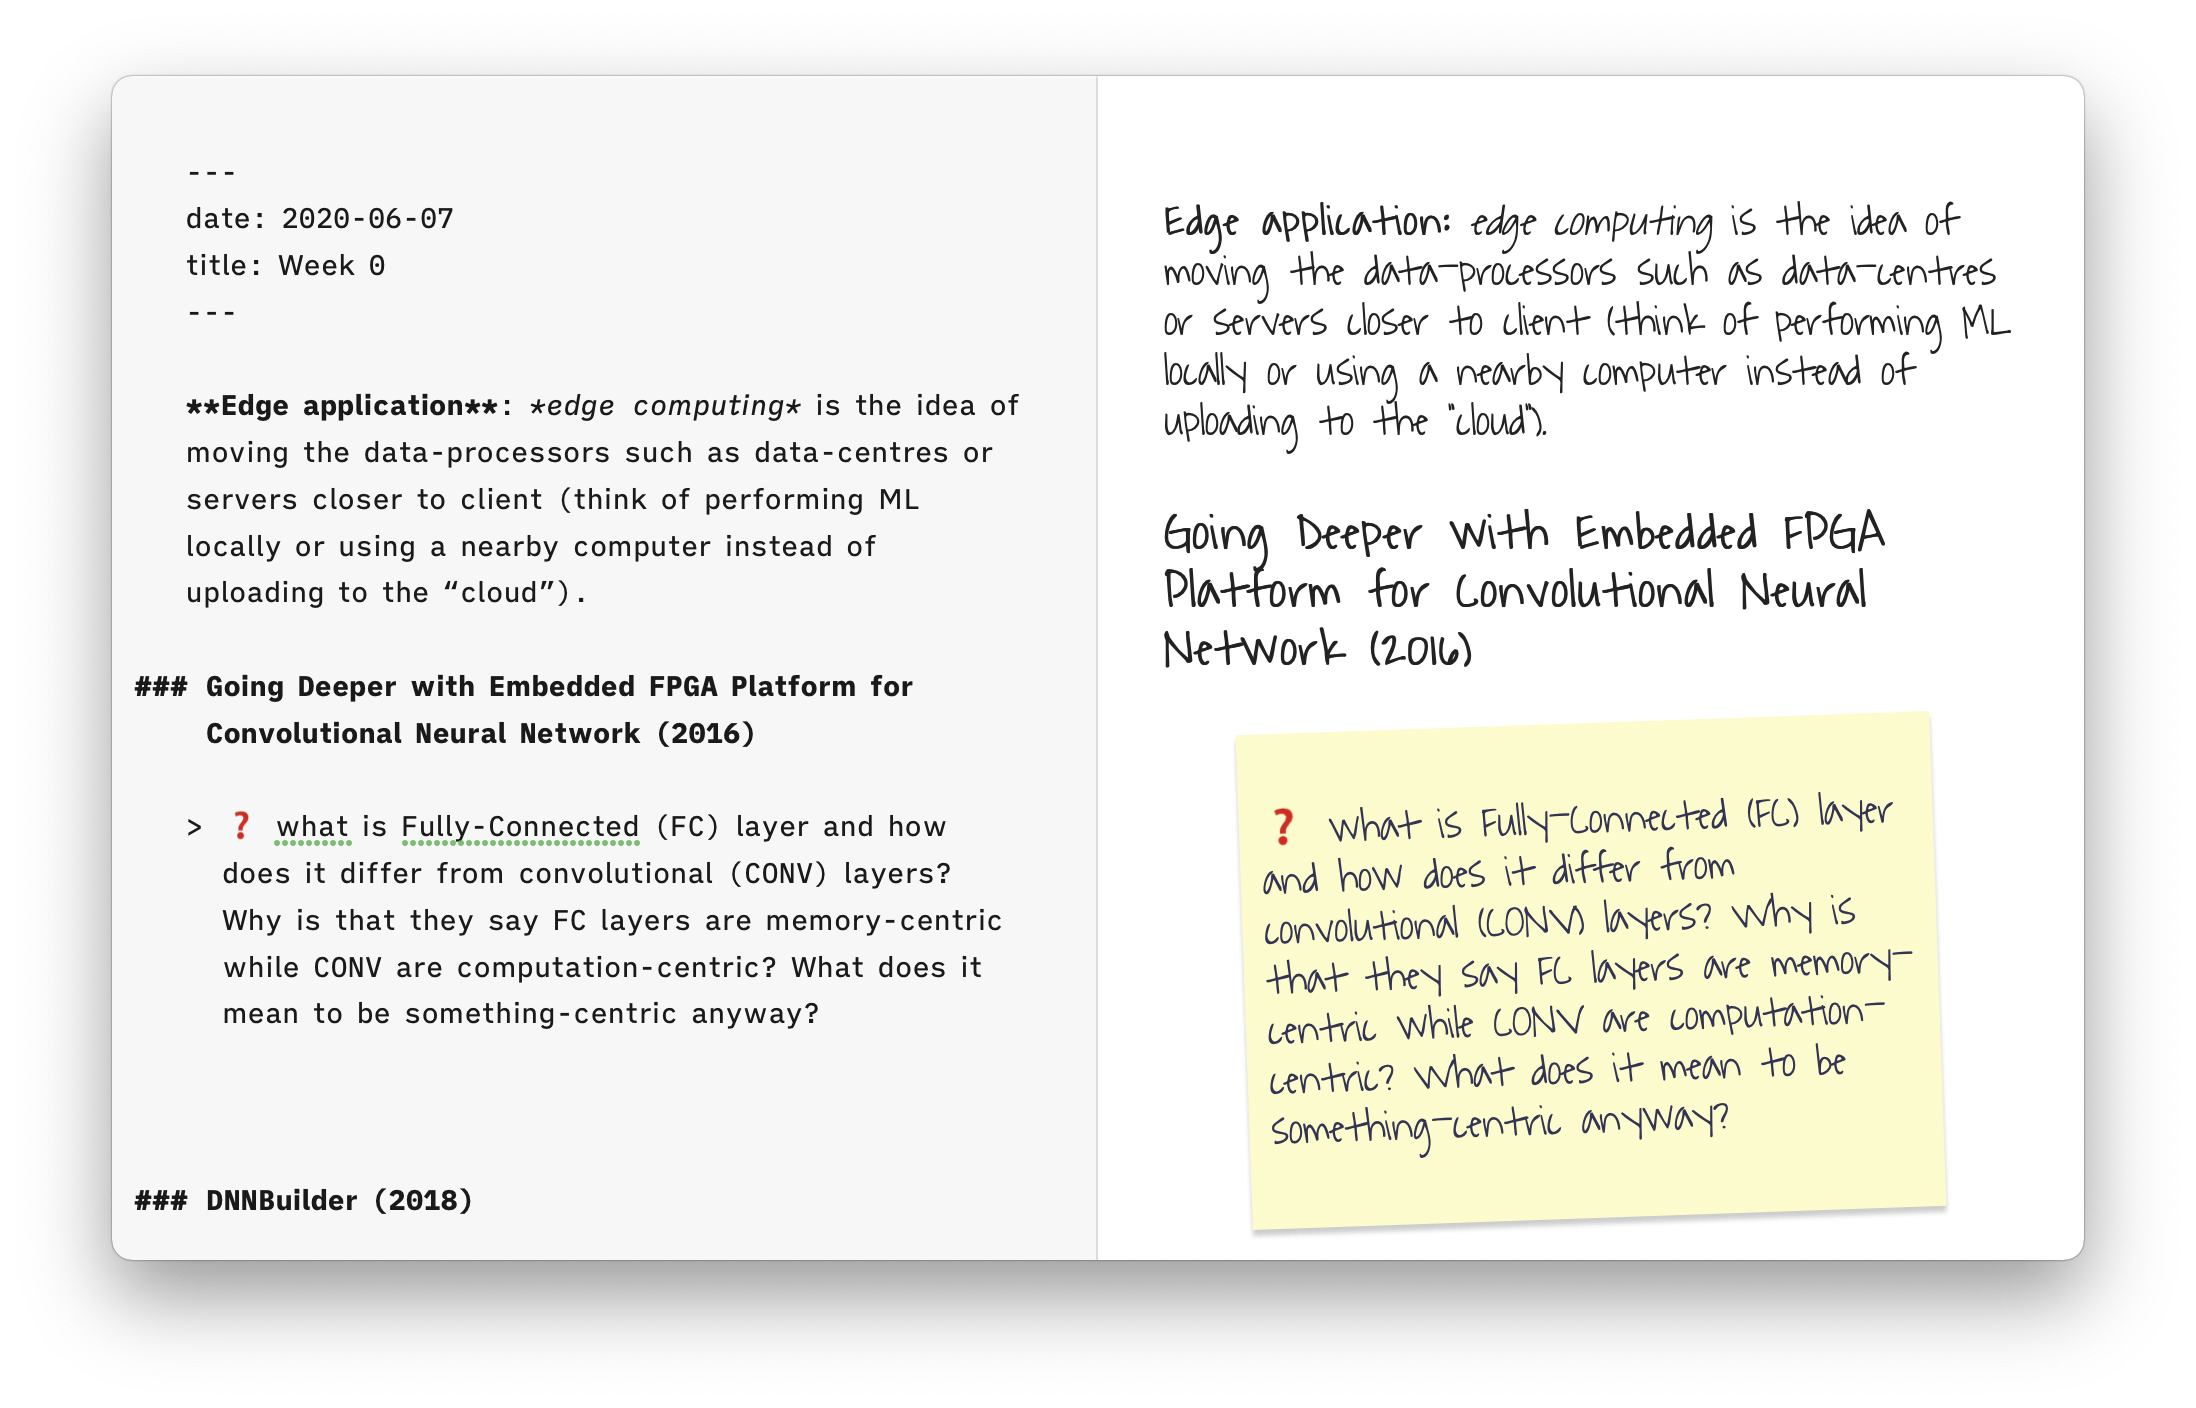 ---
date: 2020-06-07
title: Week 0
---
**Edge application**: *edge computing* is the idea of
moving the data-processors such as data-centres or
servers closer to client (think of performing ML
locally or using a nearby computer instead of
uploading to the “cloud”).
### Going Deeper with Embedded FPGA Platform for
Convolutional Neural Network (2016)
> ❓ what is Fully-Connected (FC) layer and how
does it differ from convolutional (CONV) layers?
Why is that they say FC layers are memory-centric
while CONV are computation-centric? What does it
mean to be something-centric anyway?
### DNNBuilder (2018)
Edge application: edge computing is the idea of
moving the data-processors such as data-centres
or servers closer to client (think of performing ML
locally or using a nearby computer instead of
uploading to the "cloud").
Going Deeper with Embedded FPGA
Platform for Convolutional Neural
Network (2016)
❓ what is Fully-Connected (FC) layer
and how does it differ from
convolutional (CONV) layers? Why is
that they say FC layers are memory-
centric while CONV are computation-
centric? What does it mean to be
something-centric anyway?